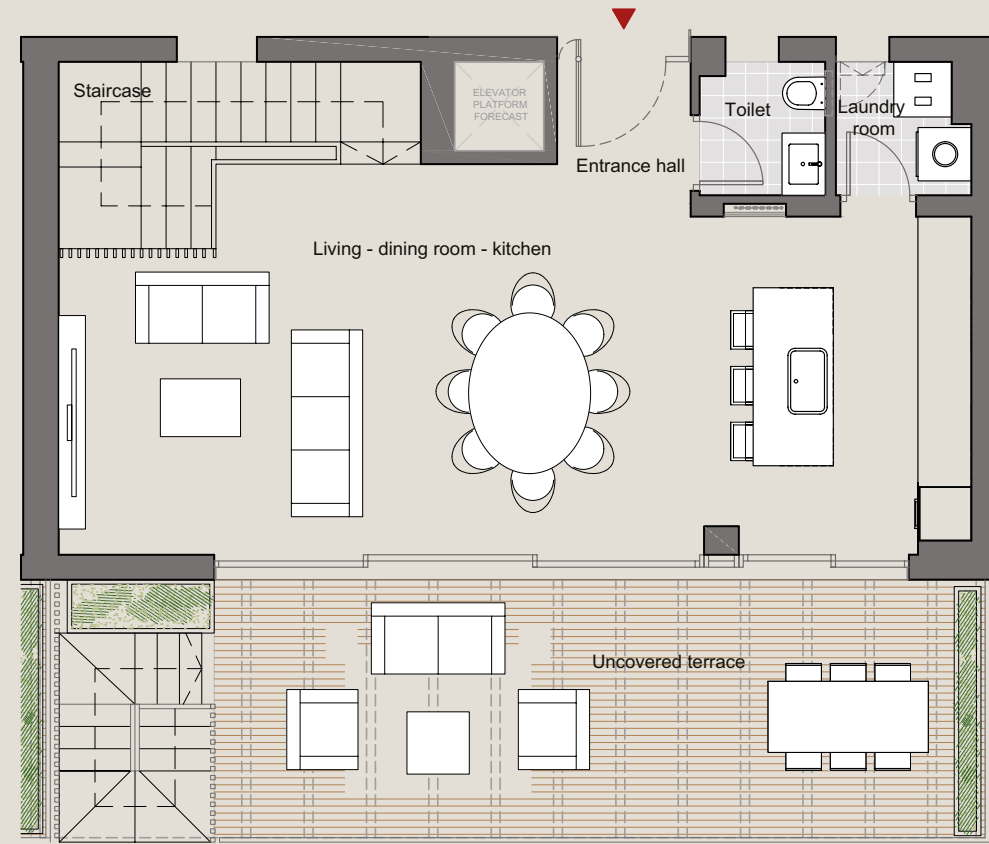 Staircase
ELEVATOR
PLATFORM
FORECAST
Toilet
Laundry
room
Entrance hall
Living - dining room - kitchen
Uncovered terrace